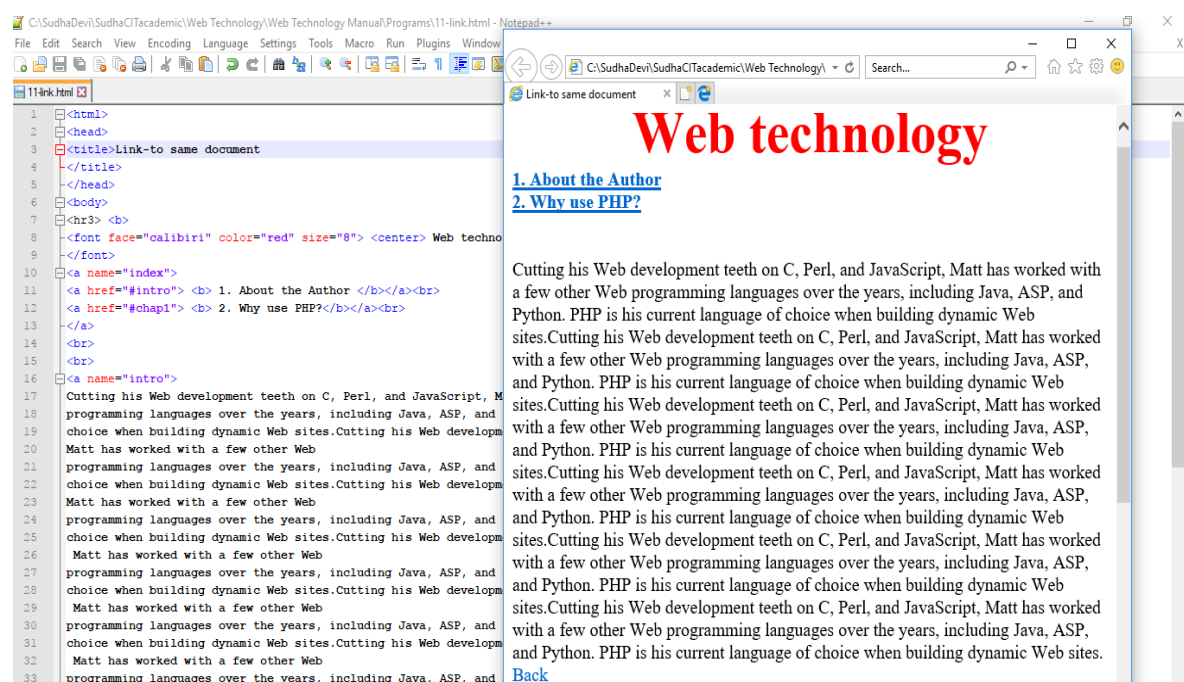 C:\SudhaDevi\SudhaCITacademic\Web Technology\Web Technology Manual\Programs\11-link.html - Notepad++
File Edit Search View Encoding Language Settings Tools Macro Run Plugins Window
X
11-link.html
1 <html>
2 <head>
3 <title>Link-to same document
4 </title>
5 </head>
6 <body>
7 <hr3> <b>
8 <font face="calibiri" color="red" size="8"> <center> Web techno
9 </font>
10 <a name="index">
11 <a href="#intro"> <b> 1. About the Author </b></a><br>
12 <a href="#chap1"> <b> 2. Why use PHP?</b></a><br>
13 </a>
14 <br>
15 <br>
16 <a name="intro">
17 Cutting his Web development teeth on C, Perl, and JavaScript, M
18 programming languages over the years, including Java, ASP, and
19 choice when building dynamic Web sites.Cutting his Web developm
20 Matt has worked with a few other Web
21 programming languages over the years, including Java, ASP, and
22 choice when building dynamic Web sites.Cutting his Web developm
23 Matt has worked with a few other Web
24 programming languages over the years, including Java, ASP, and
25 choice when building dynamic Web sites.Cutting his Web developm
26 Matt has worked with a few other Web
27 programming languages over the years, including Java, ASP, and
28 choice when building dynamic Web sites.Cutting his Web developm
29 Matt has worked with a few other Web
30 programming languages over the years, including Java, ASP, and
31 choice when building dynamic Web sites.Cutting his Web developm
32 Matt has worked with a few other Web
33 programming languages over the years, including Java, ASP, and
C:\SudhaDevi\SudhaCITacademic\Web Technology\
Search...
Link-to same document
Web technology
1. About the Author
2. Why use PHP?
Cutting his Web development teeth on C, Perl, and JavaScript, Matt has worked with
a few other Web programming languages over the years, including Java, ASP, and
Python. PHP is his current language of choice when building dynamic Web
sites.Cutting his Web development teeth on C, Perl, and JavaScript, Matt has worked
with a few other Web programming languages over the years, including Java, ASP,
and Python. PHP is his current language of choice when building dynamic Web
sites.Cutting his Web development teeth on C, Perl, and JavaScript, Matt has worked
with a few other Web programming languages over the years, including Java, ASP,
and Python. PHP is his current language of choice when building dynamic Web
sites.Cutting his Web development teeth on C, Perl, and JavaScript, Matt has worked
with a few other Web programming languages over the years, including Java, ASP,
and Python. PHP is his current language of choice when building dynamic Web
sites.Cutting his Web development teeth on C, Perl, and JavaScript, Matt has worked
with a few other Web programming languages over the years, including Java, ASP,
and Python. PHP is his current language of choice when building dynamic Web
sites.Cutting his Web development teeth on C, Perl, and JavaScript, Matt has worked
with a few other Web programming languages over the years, including Java, ASP,
and Python. PHP is his current language of choice when building dynamic Web sites.
Back